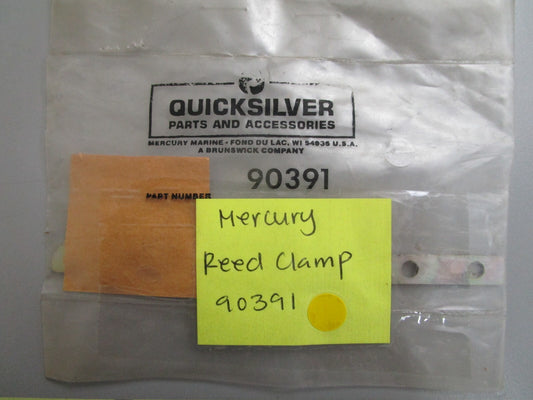 QUICKSILVER
PARTS AND ACCESSORIES
MERCURY MARINE • FOND DU LAC, WI 54935 U.S.A.
A BRUNSWICK COMPANY
90391
PART NUMBER
Mercury
Reed Clamp
90391